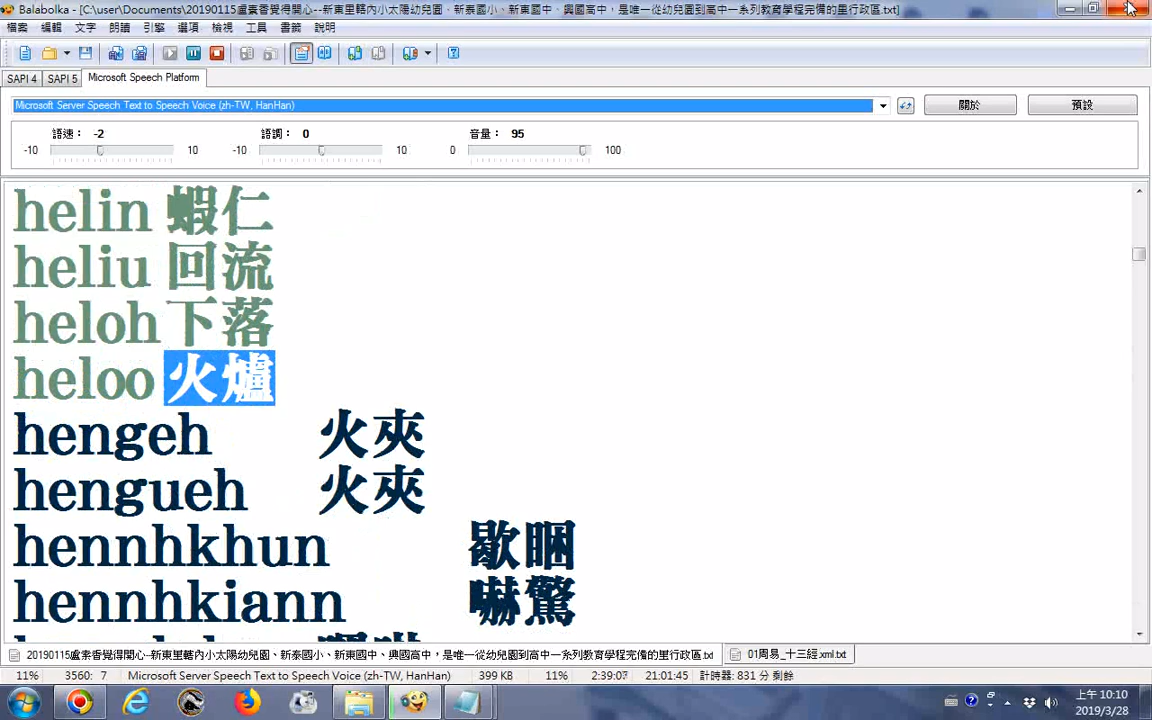 Balabolka - [C:\user\Documents\20190115盧素香覺得開心--新東里轄內小太陽幼兒園、新泰國小、新東國中、興國高中，是唯一從幼兒園到高中一系列教育學程完備的里行政區.txt]
檔案 編輯 文字 朗讀 引擎 選項 檢視 工具 書籤 說明
SAPI 4 SAPI 5 Microsoft Speech Platform
Microsoft Server Speech Text to Speech Voice (zh-TW, HanHan) 關於 預設
語速： -2 語調： 0 音量： 95
-10 10 -10 10 0 100
helin 蝦仁
heliu 回流
heloh 下落
heloo 火爐
hengeh 火夾
hengueh 火夾
hennhkhun 歇睏
hennhkiann 嚇驚
20190115盧素香覺得開心--新東里轄內小太陽幼兒園、新泰國小、新東國中、興國高中，是唯一從幼兒園到高中一系列教育學程完備的里行政區.txt 01周易_十三經.xml.txt
11% 3560: 7 Microsoft Server Speech Text to Speech Voice (zh-TW, HanHan) 399 KB 11% 2:39:07 21:01:45 計時器: 831 分 剩餘
上午 10:10
2019/3/28